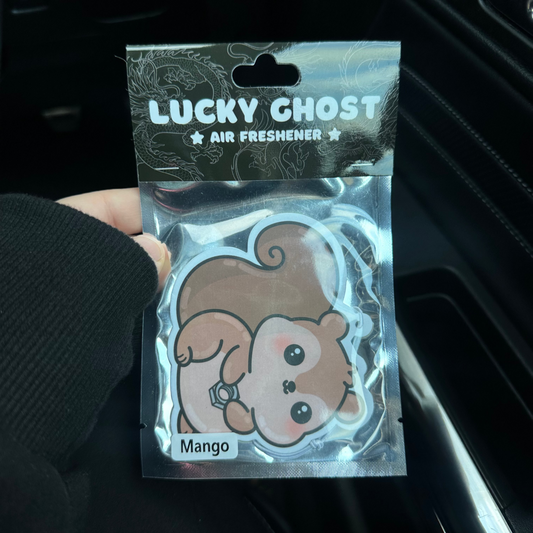 LUCKY GHOST
★ AIR FRESHENER ★
Mango